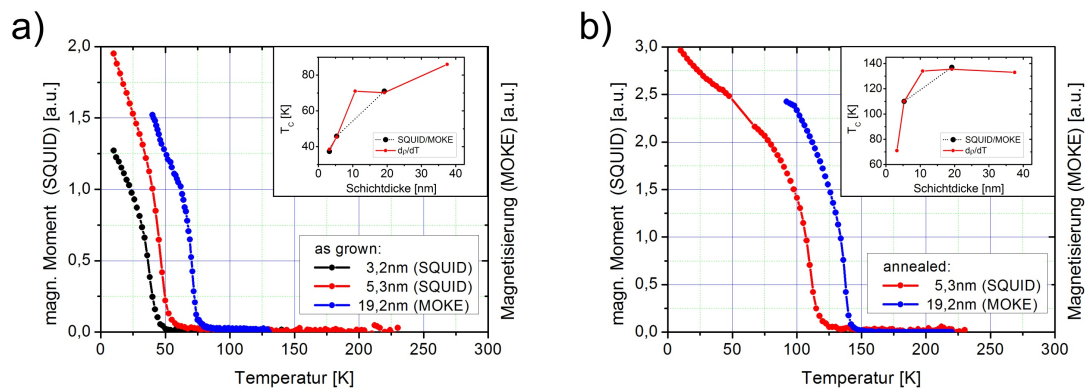 a)
magn. Moment (SQUID) [a.u.]
2,0
1,5
1,0
0,5
0,0
0 50 100 150 200 250 300
Temperatur [K]
Magnetisierung (MOKE) [a.u.]
T_C [K]
80
60
40
0 10 20 30 40
Schichtdicke [nm]
SQUID/MOKE
dρ/dT
as grown:
3,2nm (SQUID)
5,3nm (SQUID)
19,2nm (MOKE)
b)
magn. Moment (SQUID) [a.u.]
3,0
2,5
2,0
1,5
1,0
0,5
0,0
0 50 100 150 200 250 300
Temperatur [K]
Magnetisierung (MOKE) [a.u.]
T_C [K]
140
120
100
80
60
0 10 20 30 40
Schichtdicke [nm]
SQUID/MOKE
dρ/dT
annealed:
5,3nm (SQUID)
19,2nm (MOKE)